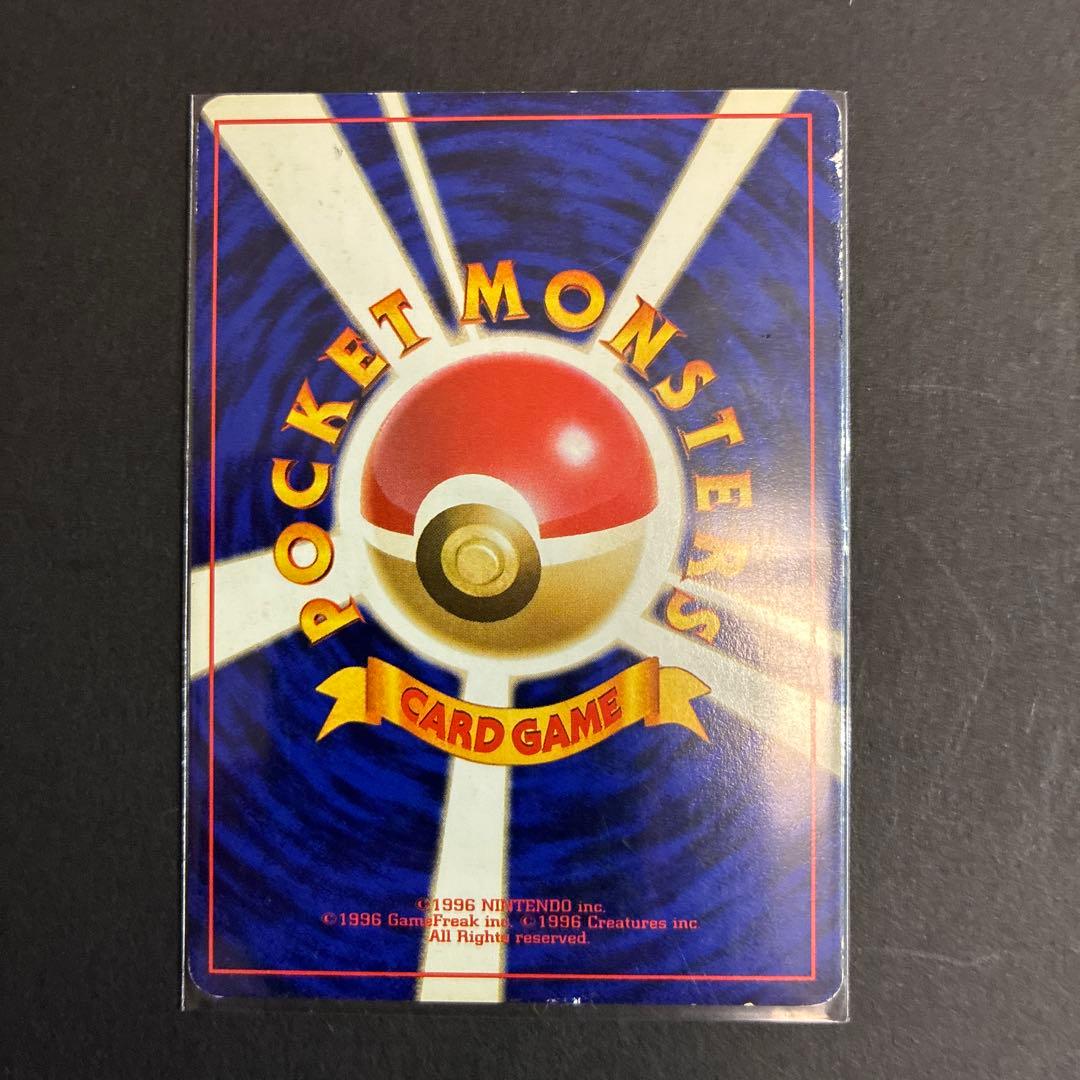 POCKET MONSTERS
CARD GAME
©1996 NINTENDO inc.
©1996 GameFreak inc. ©1996 Creatures inc.
All Rights reserved.